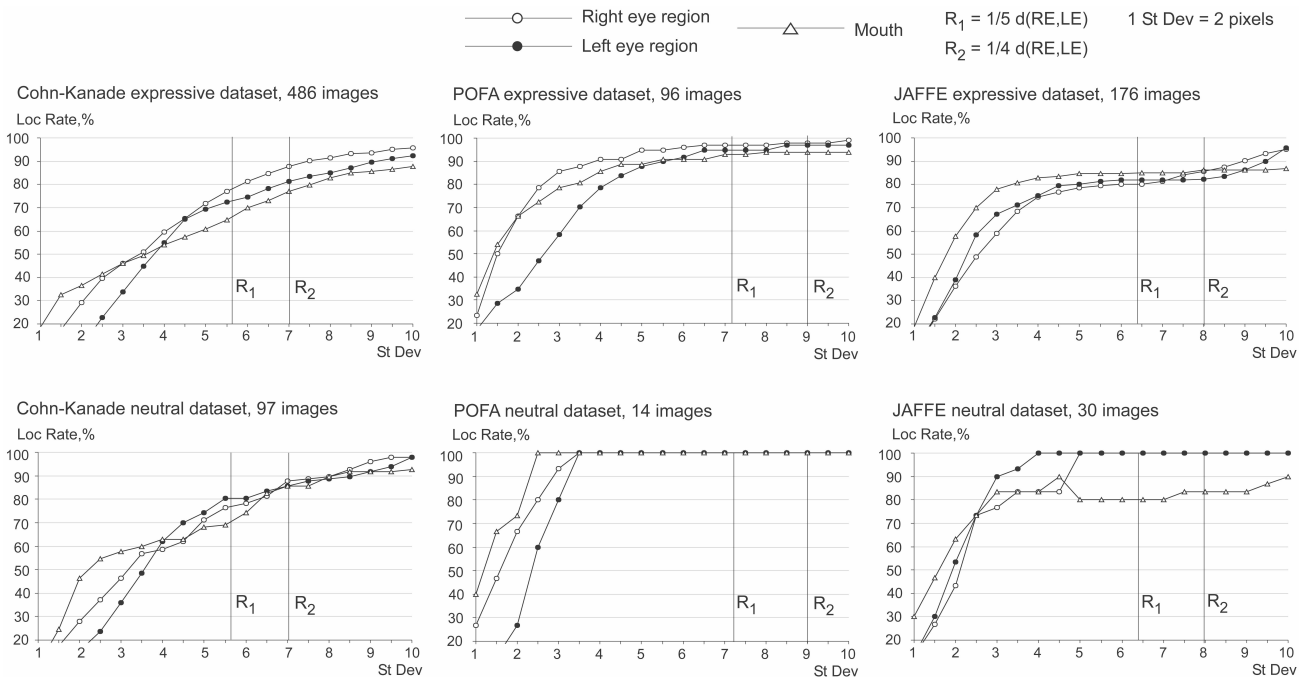 Right eye region
Left eye region
Mouth
R1 = 1/5 d(RE,LE)
R2 = 1/4 d(RE,LE)
1 St Dev = 2 pixels
Cohn-Kanade expressive dataset, 486 images
Loc Rate,%
100
90
80
70
60
50
40
30
20
R1
R2
1 2 3 4 5 6 7 8 9 10
St Dev
POFA expressive dataset, 96 images
Loc Rate,%
100
90
80
70
60
50
40
30
20
R1
R2
1 2 3 4 5 6 7 8 9 10
St Dev
JAFFE expressive dataset, 176 images
Loc Rate,%
100
90
80
70
60
50
40
30
20
R1
R2
1 2 3 4 5 6 7 8 9 10
St Dev
Cohn-Kanade neutral dataset, 97 images
Loc Rate,%
100
90
80
70
60
50
40
30
20
R1
R2
1 2 3 4 5 6 7 8 9 10
St Dev
POFA neutral dataset, 14 images
Loc Rate,%
100
90
80
70
60
50
40
30
20
R1
R2
1 2 3 4 5 6 7 8 9 10
St Dev
JAFFE neutral dataset, 30 images
Loc Rate,%
100
90
80
70
60
50
40
30
20
R1
R2
1 2 3 4 5 6 7 8 9 10
St Dev